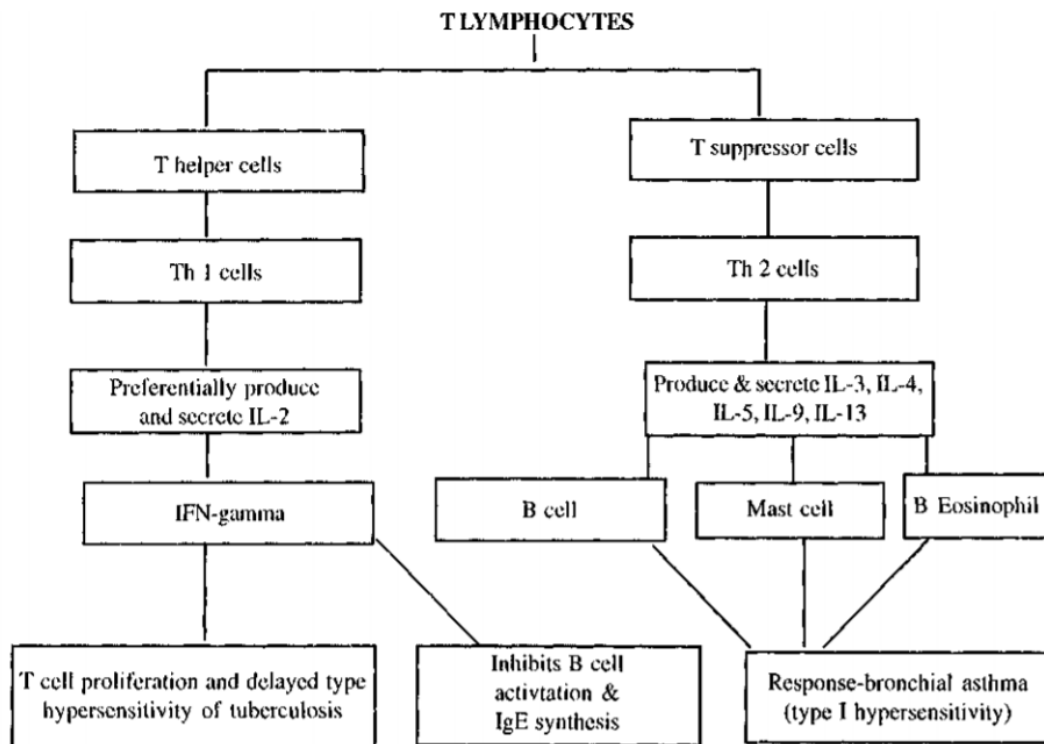 T LYMPHOCYTES
T helper cells
T suppressor cells
Th 1 cells
Th 2 cells
Preferentially produce
and secrete IL-2
Produce & secrete IL-3, IL-4,
IL-5, IL-9, IL-13
IFN-gamma
B cell
Mast cell
B Eosinophil
T cell proliferation and delayed type
hypersensitivity of tuberculosis
Inhibits B cell
activtation &
IgE synthesis
Response-bronchial asthma
(type I hypersensitivity)